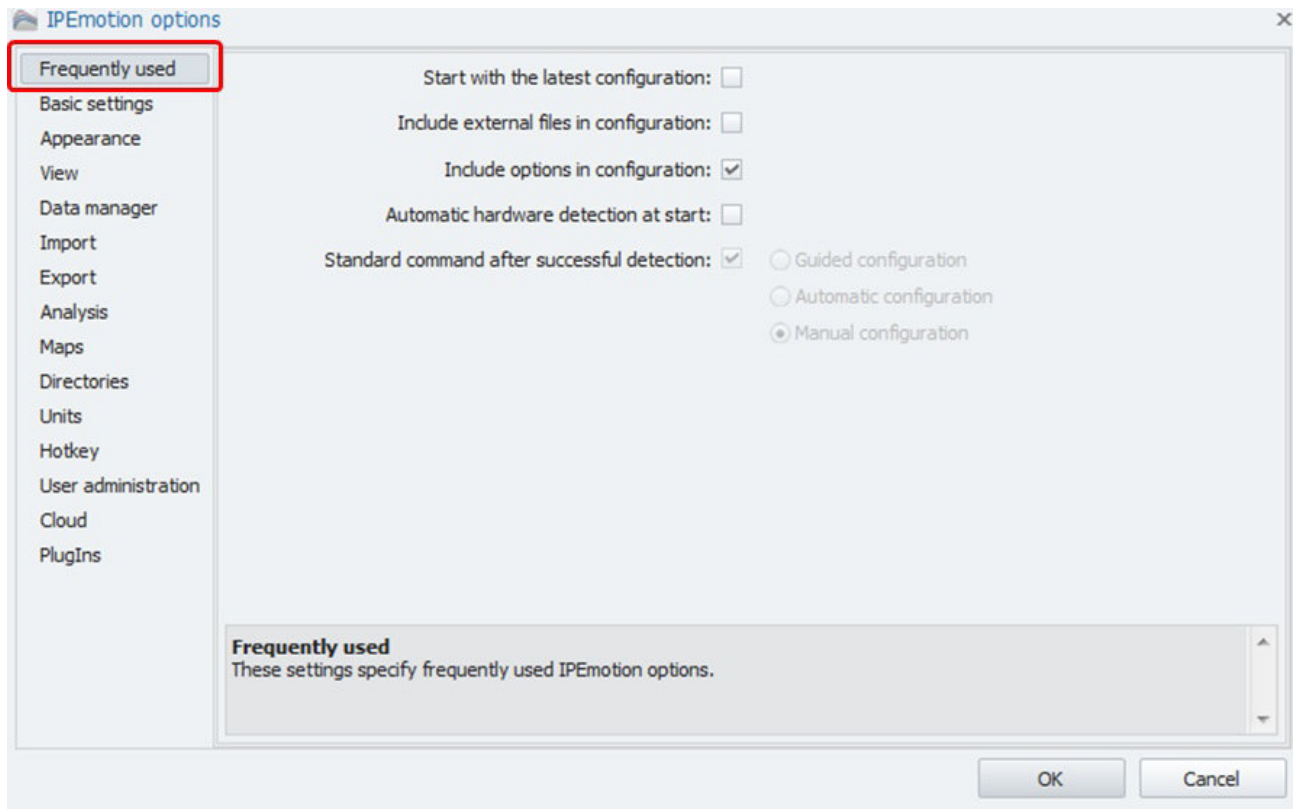 IPEmotion options
Frequently used
Basic settings
Appearance
View
Data manager
Import
Export
Analysis
Maps
Directories
Units
Hotkey
User administration
Cloud
PlugIns
Start with the latest configuration:
Include external files in configuration:
Include options in configuration:
Automatic hardware detection at start:
Standard command after successful detection: Guided configuration
Automatic configuration
Manual configuration
Frequently used
These settings specify frequently used IPEmotion options.
OK Cancel